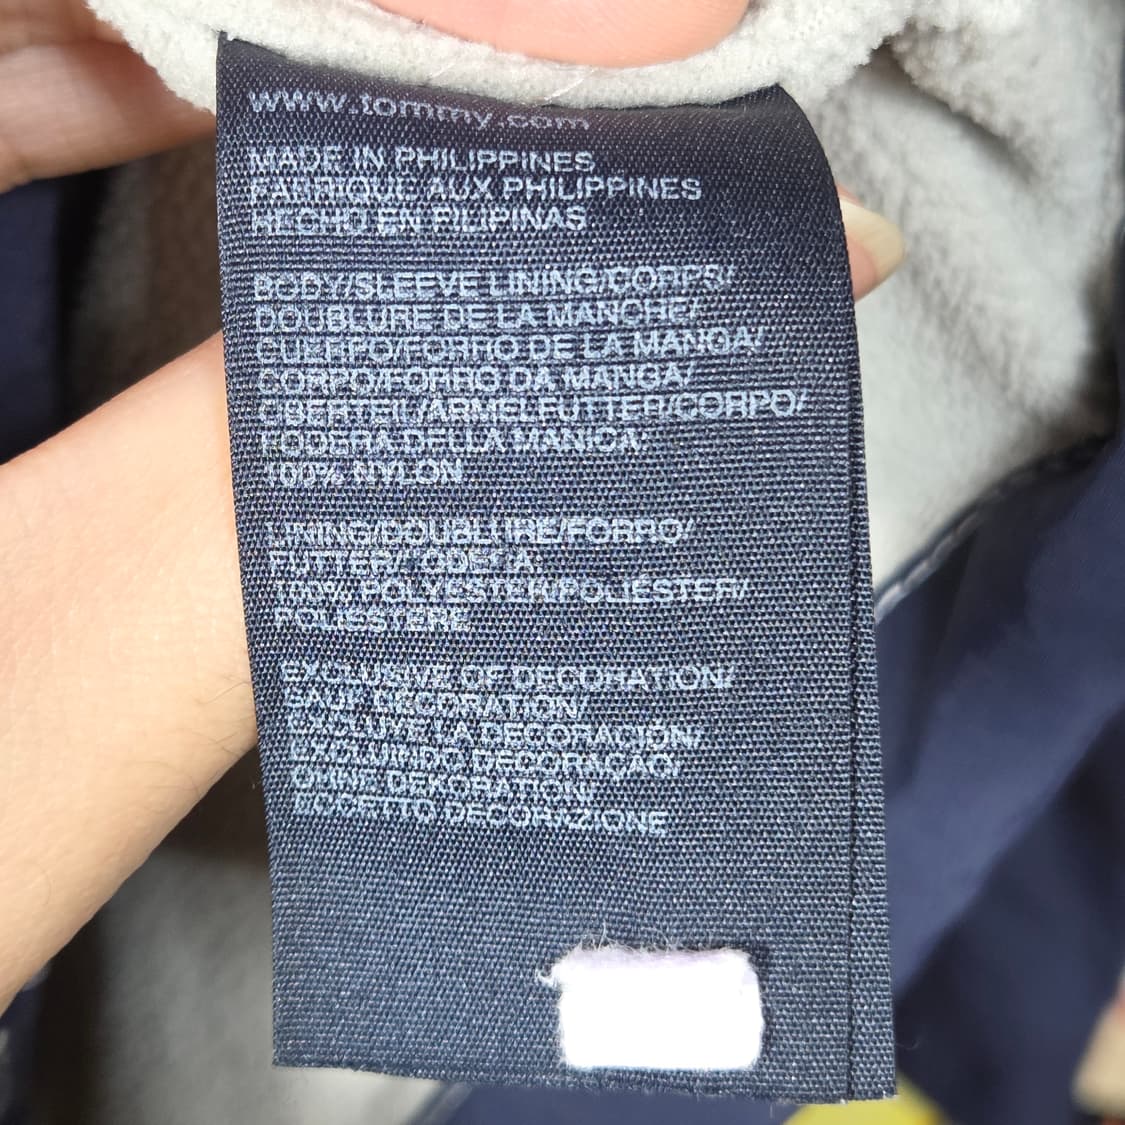 www.tommy.com
MADE IN PHILIPPINES
FABRIQUE AUX PHILIPPINES
HECHO EN FILIPINAS
BODY/SLEEVE LINING/CORPS/
DOUBLURE DE LA MANCHE/
CUERPO/FORRO DE LA MANGA/
CORPO/FORRO DA MANGA/
OBERTEIL/ARMELFUTTER/CORPO/
FODERA DELLA MANICA:
100% NYLON
LINING/DOUBLURE/FORRO/
FUTTER/FODERA:
100% POLYESTER/POLIÉSTER/
POLIESTERE
EXCLUSIVE OF DECORATION/
SAUF DÉCORATION/
EXCLUYE LA DECORACIÓN/
EXCLUINDO DECORAÇAO/
OHNE DEKORATION/
ECCETTO DECORAZIONE